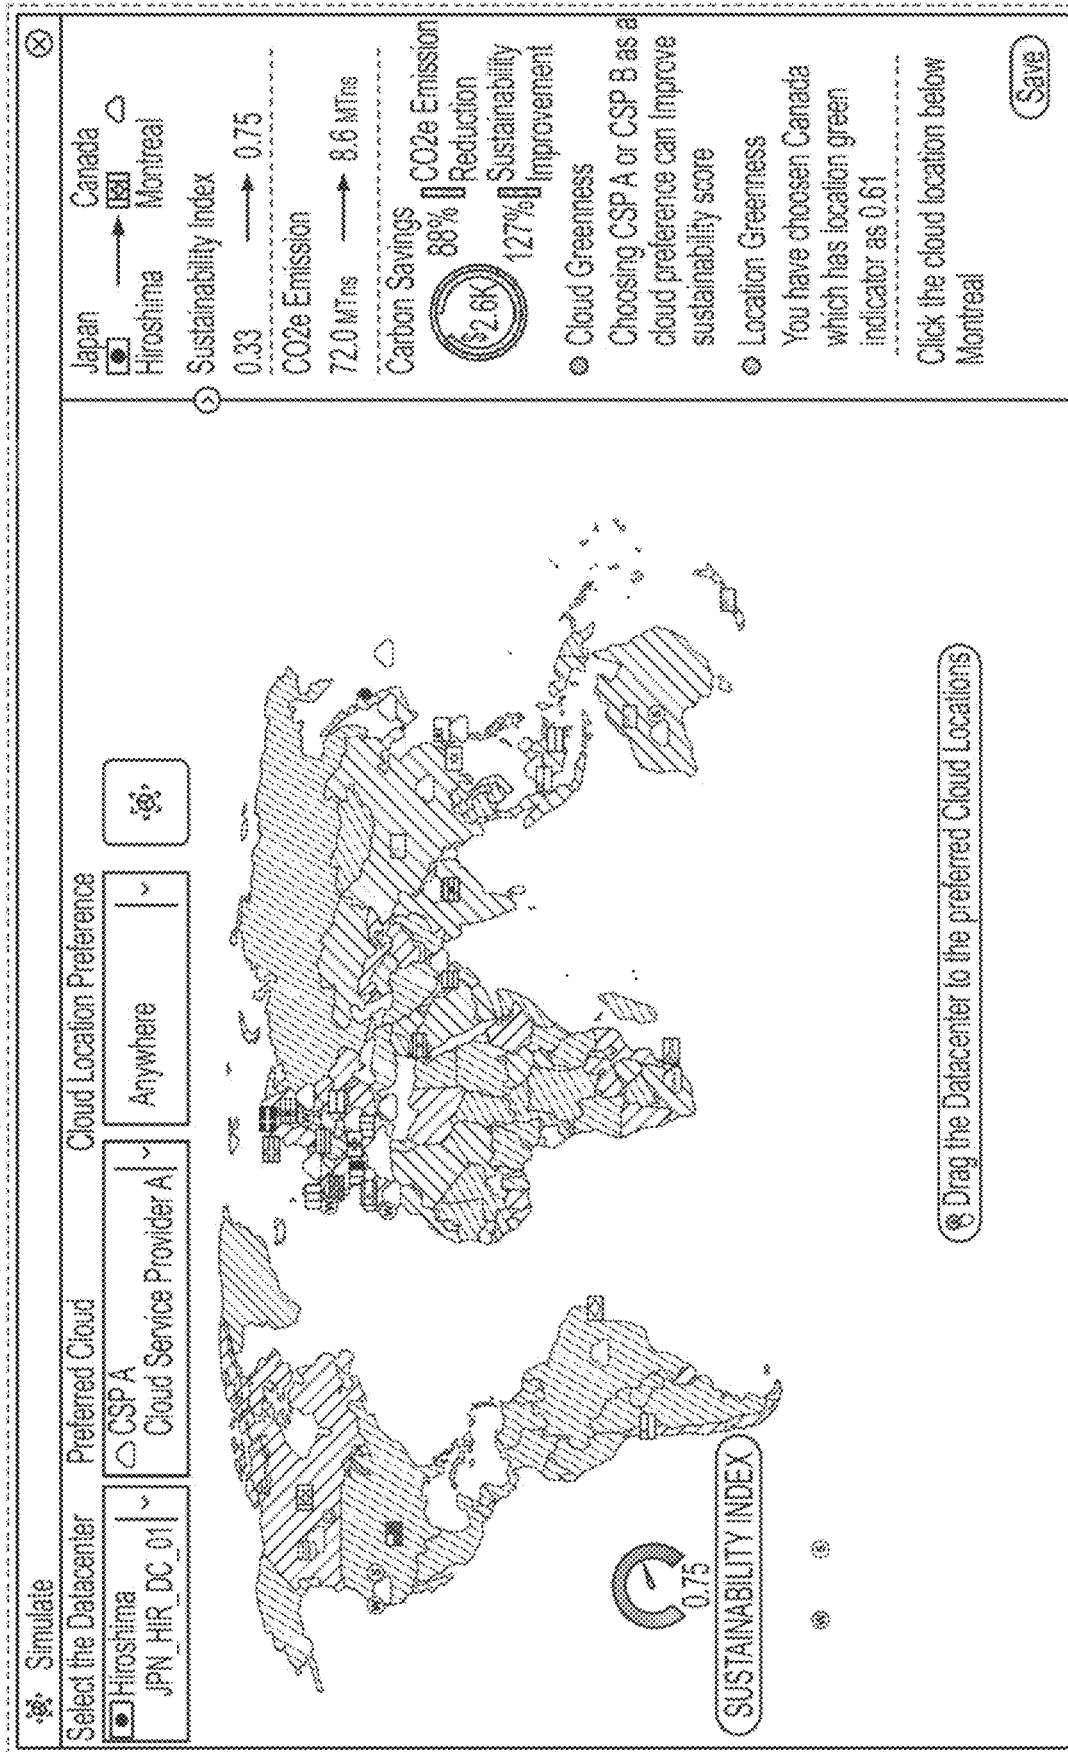 Simulate
Select the Datacenter
Preferred Cloud
Cloud Location Preference
Hiroshima
JPN_HIR_DC_01
CSP A
Cloud Service Provider A
Anywhere
Japan
Canada
Hiroshima
Montreal
Sustainability Index
0.33
0.75
CO2e Emission
72.0 MTns
8.6 MTns
Carbon Savings
$2.6K
88%
CO2e Emission
Reduction
127%
Sustainability
Improvement
Cloud Greenness
Choosing CSP A or CSP B as a
cloud preference can Improve
sustainability score
Location Greenness
You have chosen Canada
which has location green
indicator as 0.61
Click the cloud location below
Montreal
Save
0.75
SUSTAINABILITY INDEX
Drag the Datacenter to the preferred Cloud Locations